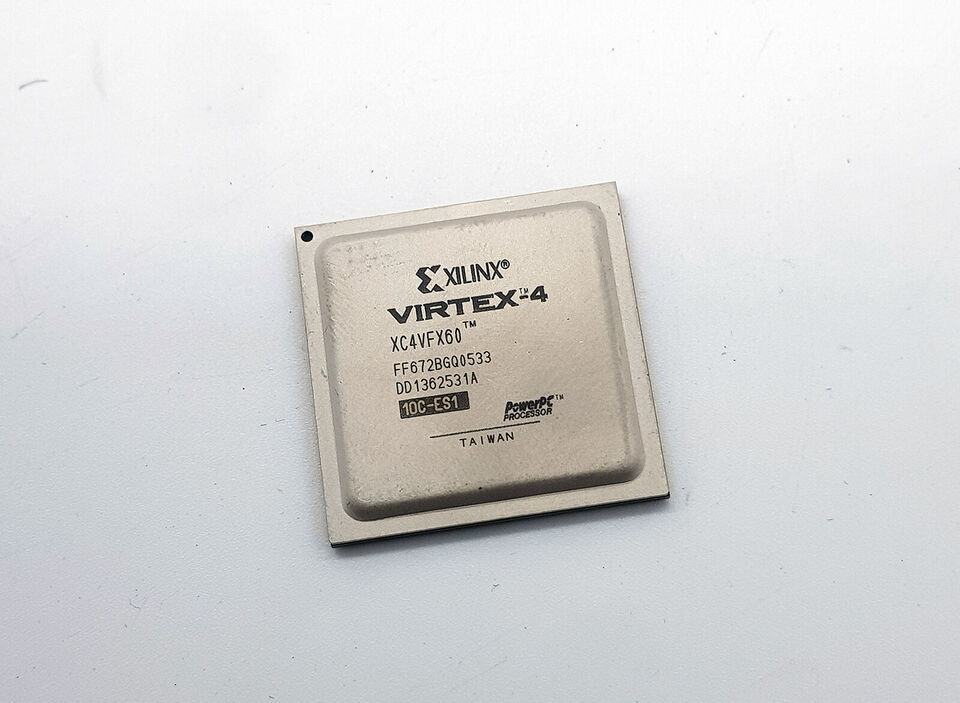 XILINX®
VIRTEX™-4
XC4VFX60™
FF672BGQ0533
DD1362531A
10C-ES1
PowerPC™
PROCESSOR
TAIWAN